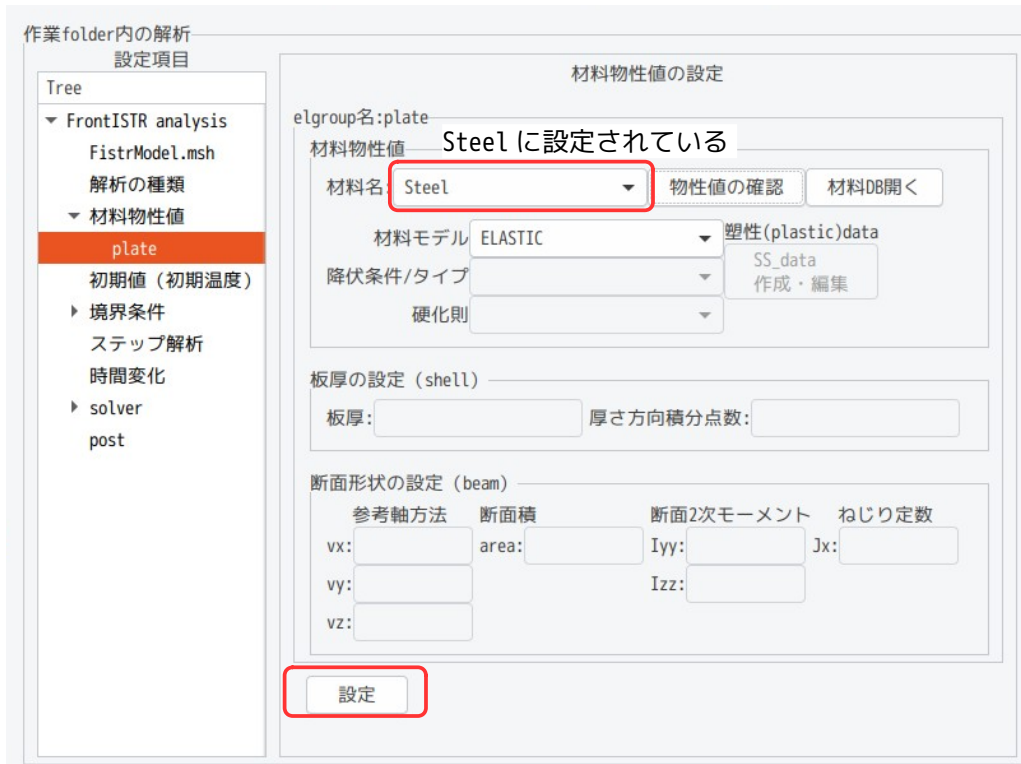 作業folder内の解析
設定項目
Tree
FrontISTR analysis
FistrModel.msh
解析の種類
材料物性値
plate
初期値（初期温度）
境界条件
ステップ解析
時間変化
solver
post
材料物性値の設定
elgroup名:plate
Steelに設定されている
材料物性値
材料名: Steel 物性値の確認 材料DB開く
材料モデル ELASTIC 塑性(plastic)data
降伏条件/タイプ SS_data
作成・編集
硬化則
板厚の設定（shell）
板厚: 厚さ方向積分点数:
断面形状の設定（beam）
参考軸方法 断面積 断面2次モーメント ねじり定数
vx: area: Iyy: Jx:
vy: Izz:
vz:
設定